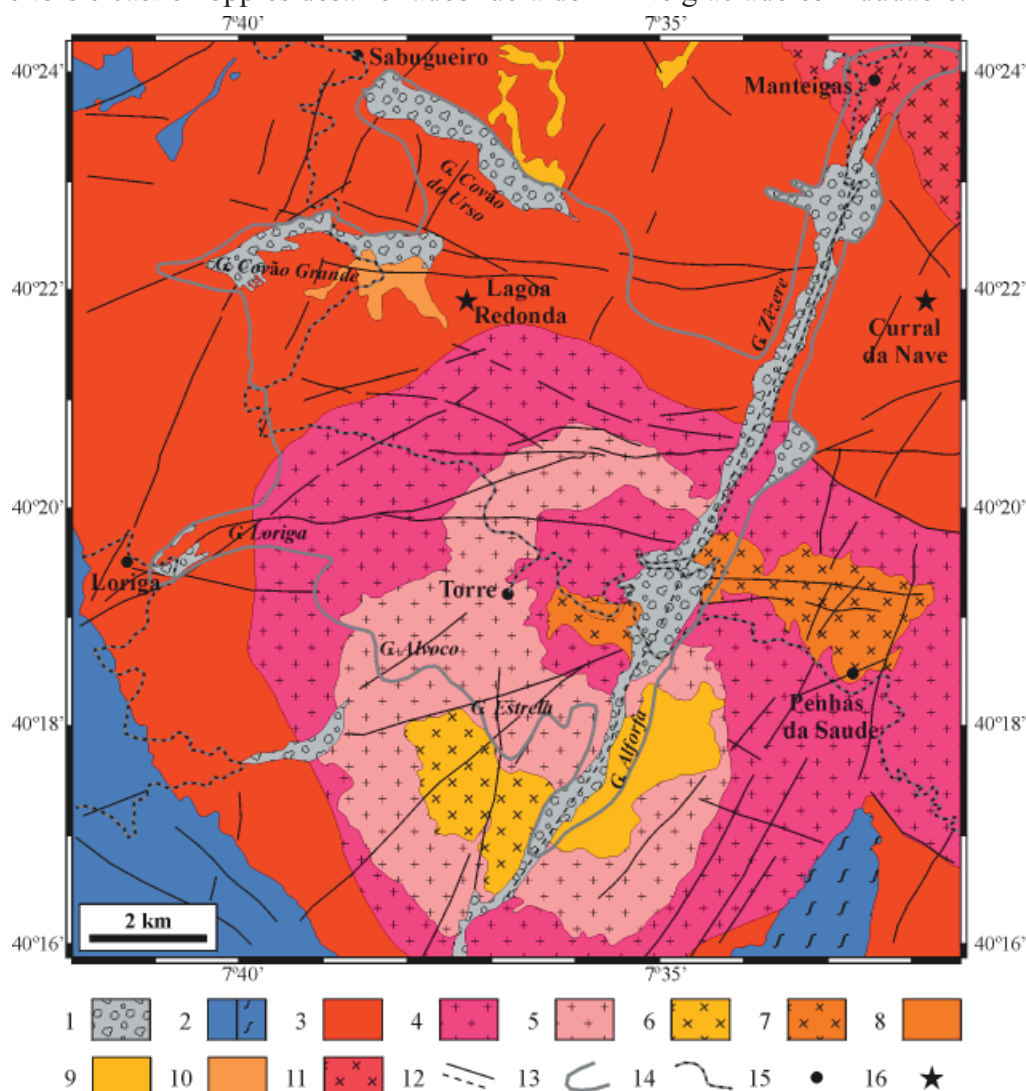 7°40' 7°35'
40°24' 40°24'
Sabugueiro
Manteigas
G. Covão
do Urso
G. Covão Grande
40°22' 40°22'
Lagoa
Redonda
G. Zêzere
Curral
da Nave
40°20' 40°20'
G. Loriga
Loriga
Torre
G. Alvoco
G. Estrela
Penhas
da Saude
40°18' 40°18'
G. Alforfa
2 km
40°16' 40°16'
7°40' 7°35'
1 2 3 4 5 6 7 8
9 10 11 12 13 14 15 16